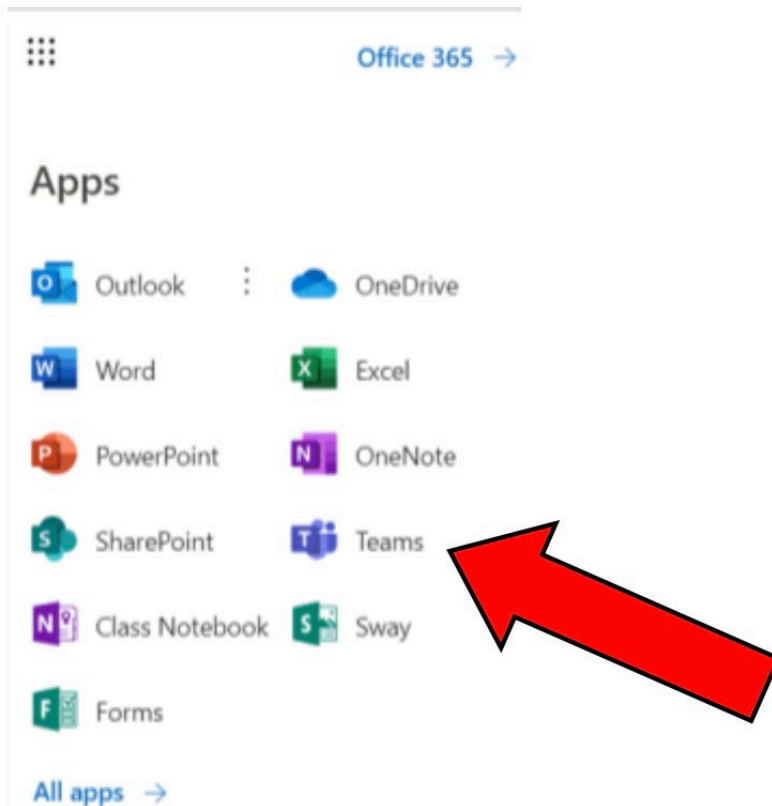 Office 365 →
Apps
Outlook OneDrive
Word Excel
PowerPoint OneNote
SharePoint Teams
Class Notebook Sway
Forms
All apps →